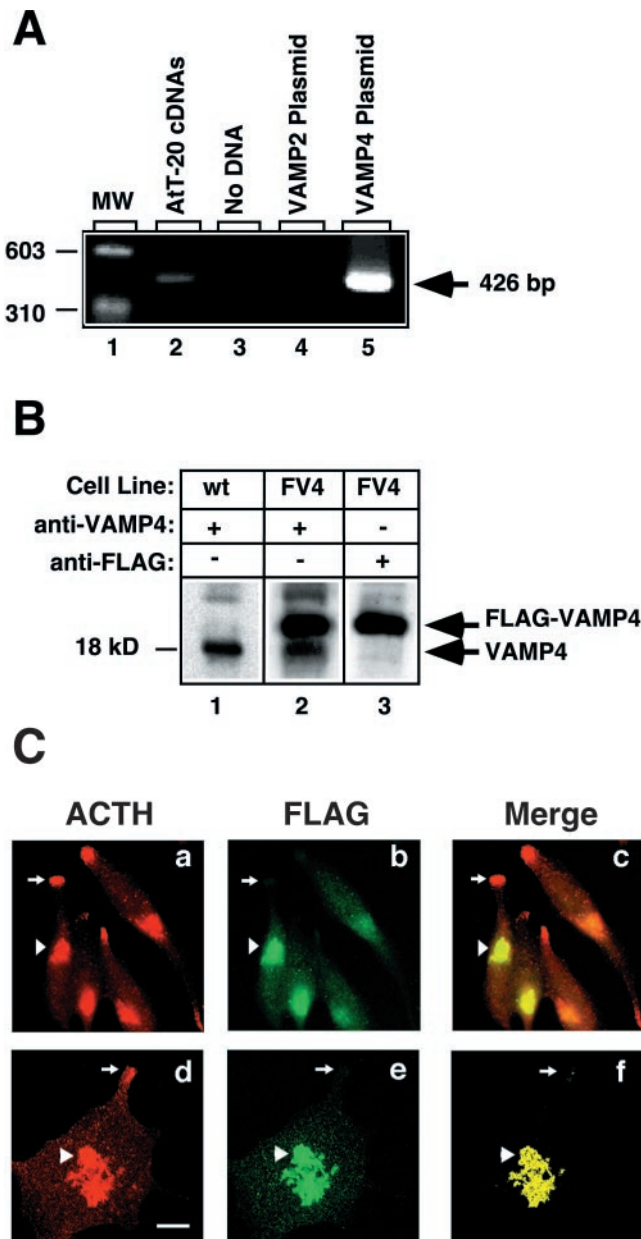 A
MW
AtT-20 cDNAs
No DNA
VAMP2 Plasmid
VAMP4 Plasmid
603
310
426 bp
1 2 3 4 5
B
Cell Line: wt FV4 FV4
anti-VAMP4: + + -
anti-FLAG: - - +
18 kD
FLAG-VAMP4
VAMP4
1 2 3
C
ACTH FLAG Merge
a b c
d e f